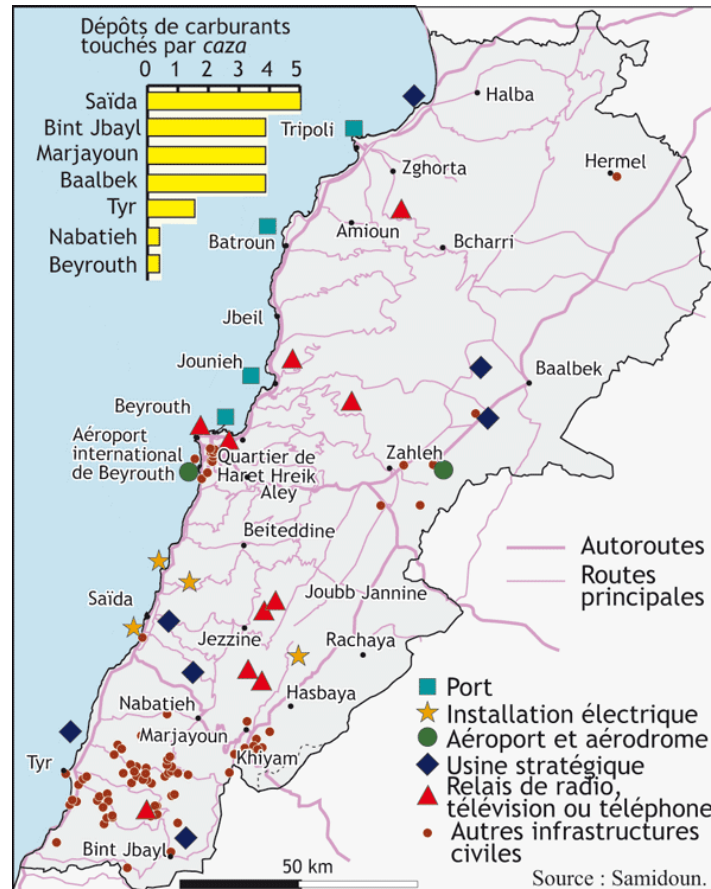 Dépôts de carburants
touchés par caza
0 1 2 3 4 5
Saïda
Bint Jbayl
Marjayoun
Baalbek
Tyr
Nabatieh
Beyrouth
Halba
Tripoli
Zghorta
Hermel
Amioun
Batroun
Bcharri
Jbeil
Jounieh
Baalbek
Beyrouth
Aéroport
international
de Beyrouth
Quartier de
Haret Hreik
Zahleh
Aley
Beiteddine
Autoroutes
Routes
principales
Saïda
Joubb Jannine
Jezzine
Rachaya
Nabatieh
Hasbaya
Marjayoun
Khiyam
Tyr
Bint Jbayl
Port
Installation électrique
Aéroport et aérodrome
Usine stratégique
Relais de radio,
télévision ou téléphone
Autres infrastructures
civiles
50 km
Source : Samidoun.